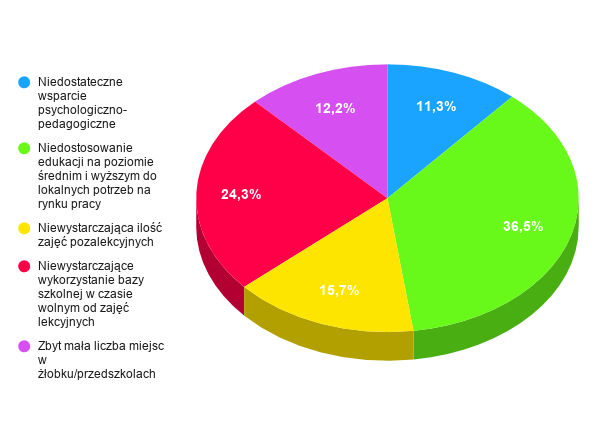 Niedostateczne
wsparcie
psychologiczno-
pedagogiczne
Niedostosowanie
edukacji na poziomie
średnim i wyższym do
lokalnych potrzeb na
rynku pracy
Niewystarczająca ilość
zajęć pozalekcyjnych
Niewystarczające
wykorzystanie bazy
szkolnej w czasie
wolnym od zajęć
lekcyjnych
Zbyt mała liczba miejsc
w
żłobku/przedszkolach
12,2%
11,3%
24,3%
36,5%
15,7%